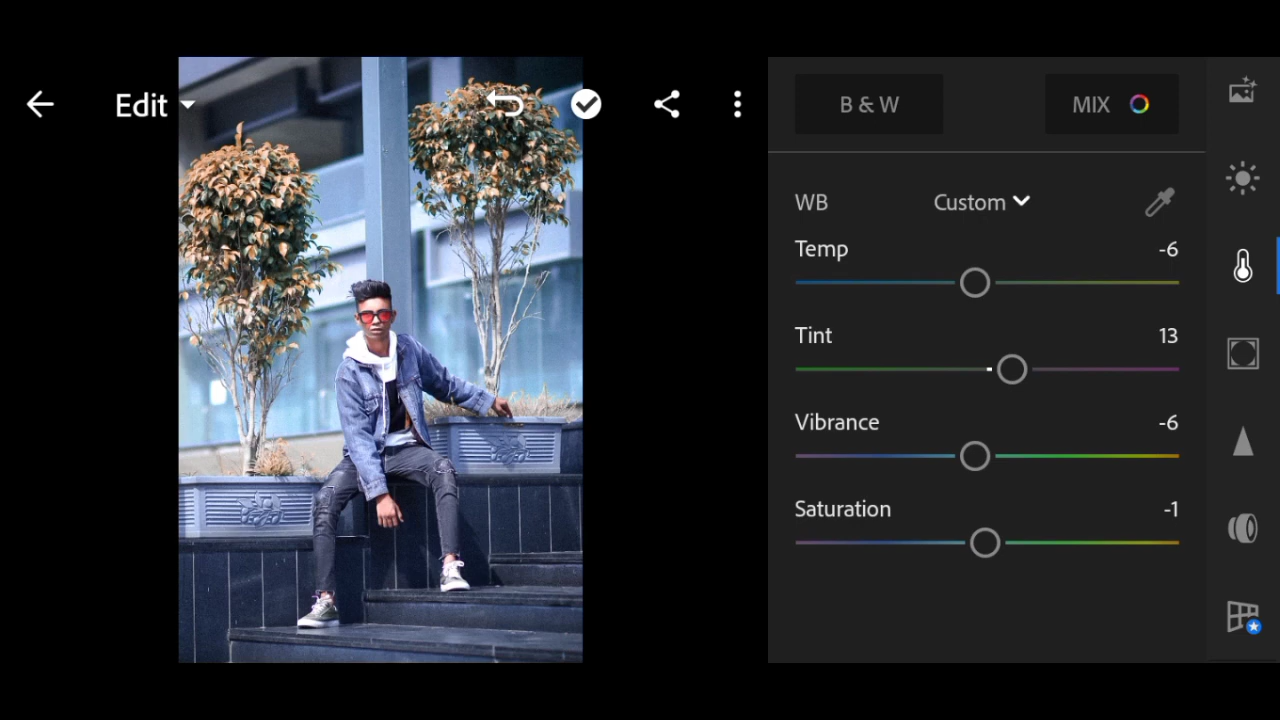 Edit
B & W
MIX
WB
Custom
Temp
-6
Tint
13
Vibrance
-6
Saturation
-1